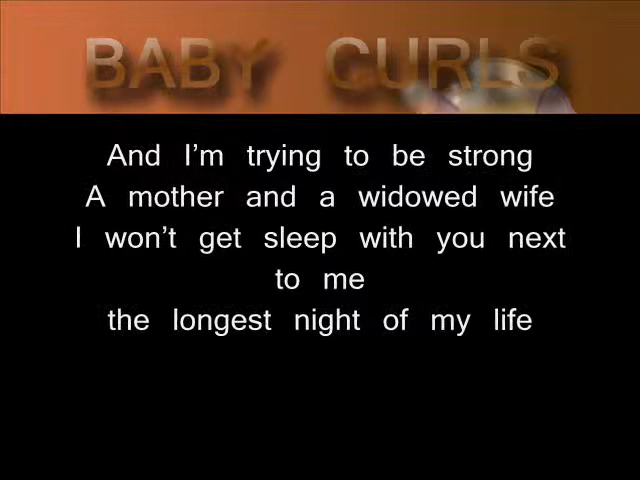 BABY CURLS
And I’m trying to be strong
A mother and a widowed wife
I won’t get sleep with you next
to me
the longest night of my life